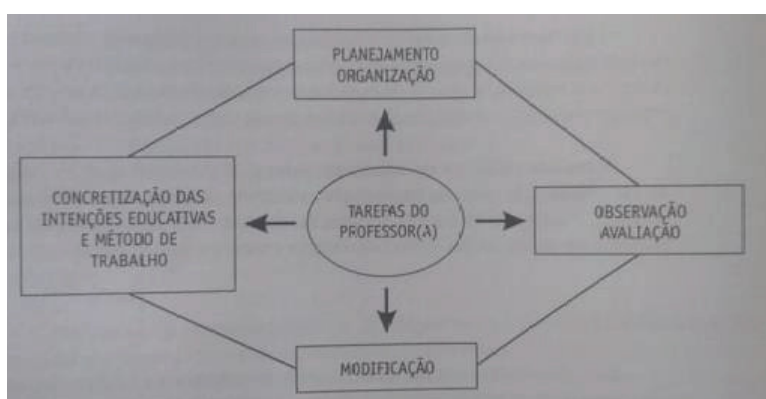 PLANEJAMENTO
ORGANIZAÇÃO
CONCRETIZAÇÃO DAS
INTENÇÕES EDUCATIVAS
E MÉTODO DE
TRABALHO
TAREFAS DO
PROFESSOR(A)
OBSERVAÇÃO
AVALIAÇÃO
MODIFICAÇÃO